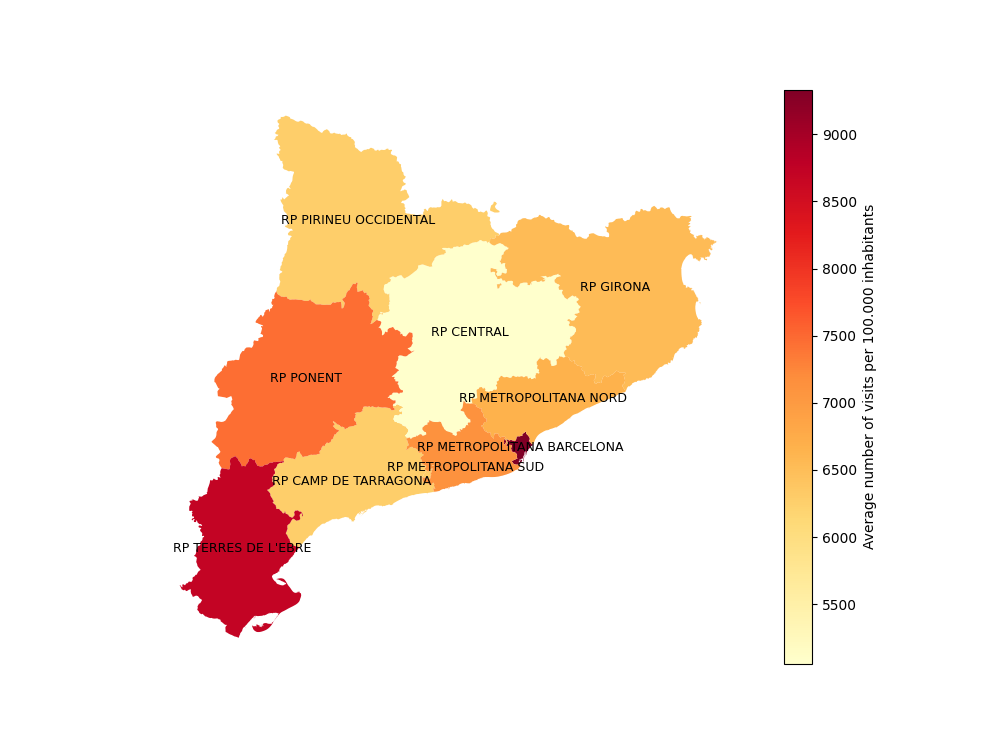 RP PIRINEU OCCIDENTAL
RP GIRONA
RP CENTRAL
RP PONENT
RP METROPOLITANA NORD
RP METROPOLITANA BARCELONA
RP METROPOLITANA SUD
RP CAMP DE TARRAGONA
RP TERRES DE L'EBRE
9000
8500
8000
7500
7000
6500
6000
5500
Average number of visits per 100.000 inhabitants